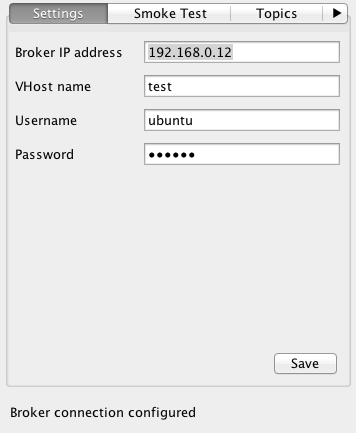 Settings Smoke Test Topics
Broker IP address 192.168.0.12
VHost name test
Username ubuntu
Password ••••••
Save
Broker connection configured